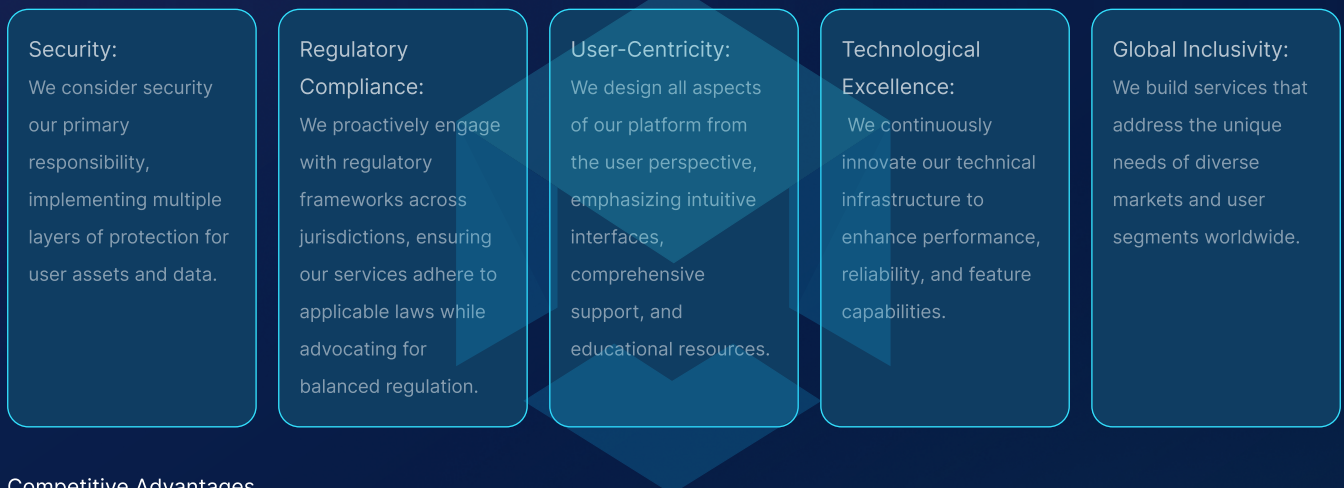 Security:
We consider security
our primary
responsibility,
implementing multiple
layers of protection for
user assets and data.
Regulatory
Compliance:
We proactively engage
with regulatory
frameworks across
jurisdictions, ensuring
our services adhere to
applicable laws while
advocating for
balanced regulation.
User-Centricity:
We design all aspects
of our platform from
the user perspective,
emphasizing intuitive
interfaces,
comprehensive
support, and
educational resources.
Technological
Excellence:
We continuously
innovate our technical
infrastructure to
enhance performance,
reliability, and feature
capabilities.
Global Inclusivity:
We build services that
address the unique
needs of diverse
markets and user
segments worldwide.
Competitive Advantages